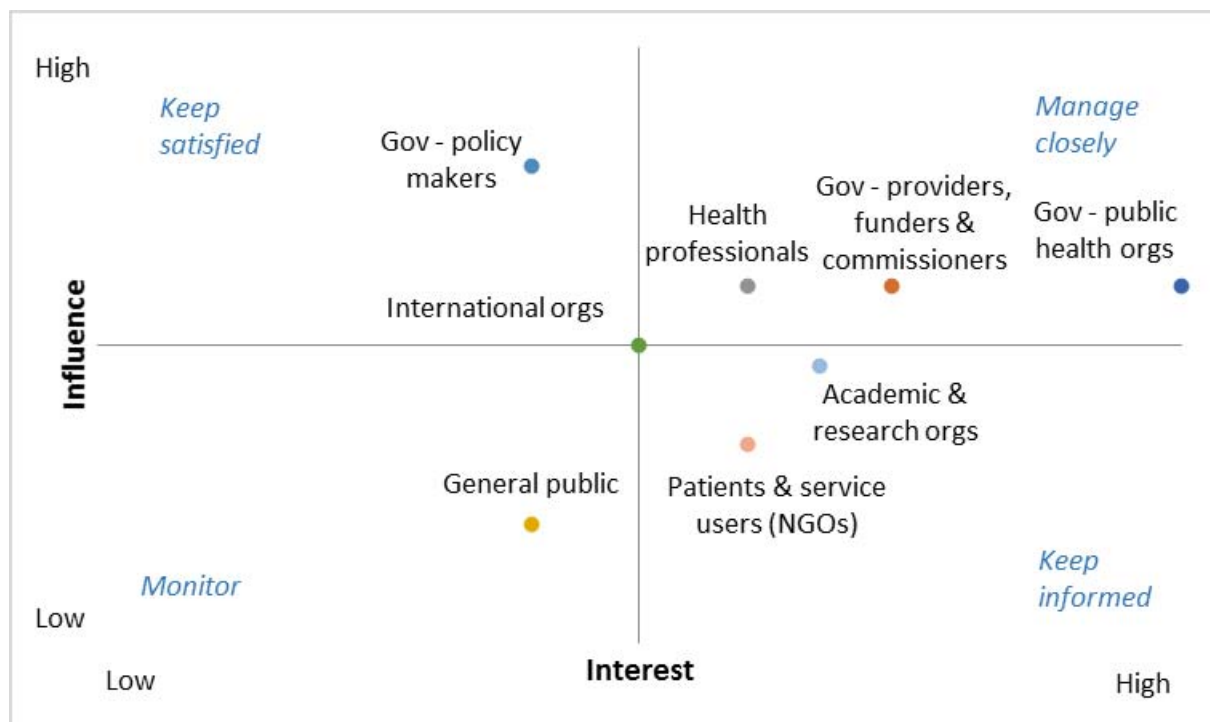 High
Keep
satisfied
Manage
closely
Gov - policy
makers
Gov - providers,
funders &
commissioners
Health
professionals
Gov - public
health orgs
International orgs
Influence
Academic &
research orgs
General public
Patients & service
users (NGOs)
Monitor
Keep
informed
Low
Low
Interest
High